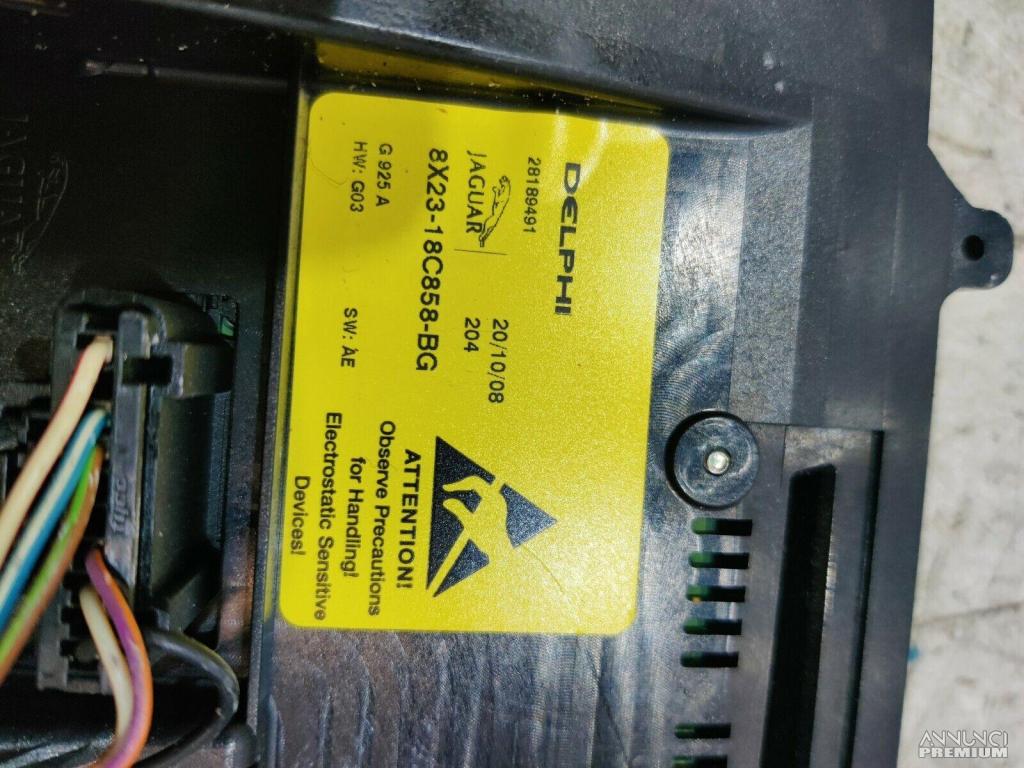 DELPHI
28189491
20/10/08
JAGUAR
204
8X23-18C858-BG
G 925 A
HW: G03
SW: AE
ATTENTION!
Observe Precautions
for Handling!
Electrostatic Sensitive
Devices!
JAGUAR
ANNUNCI
PREMIUM